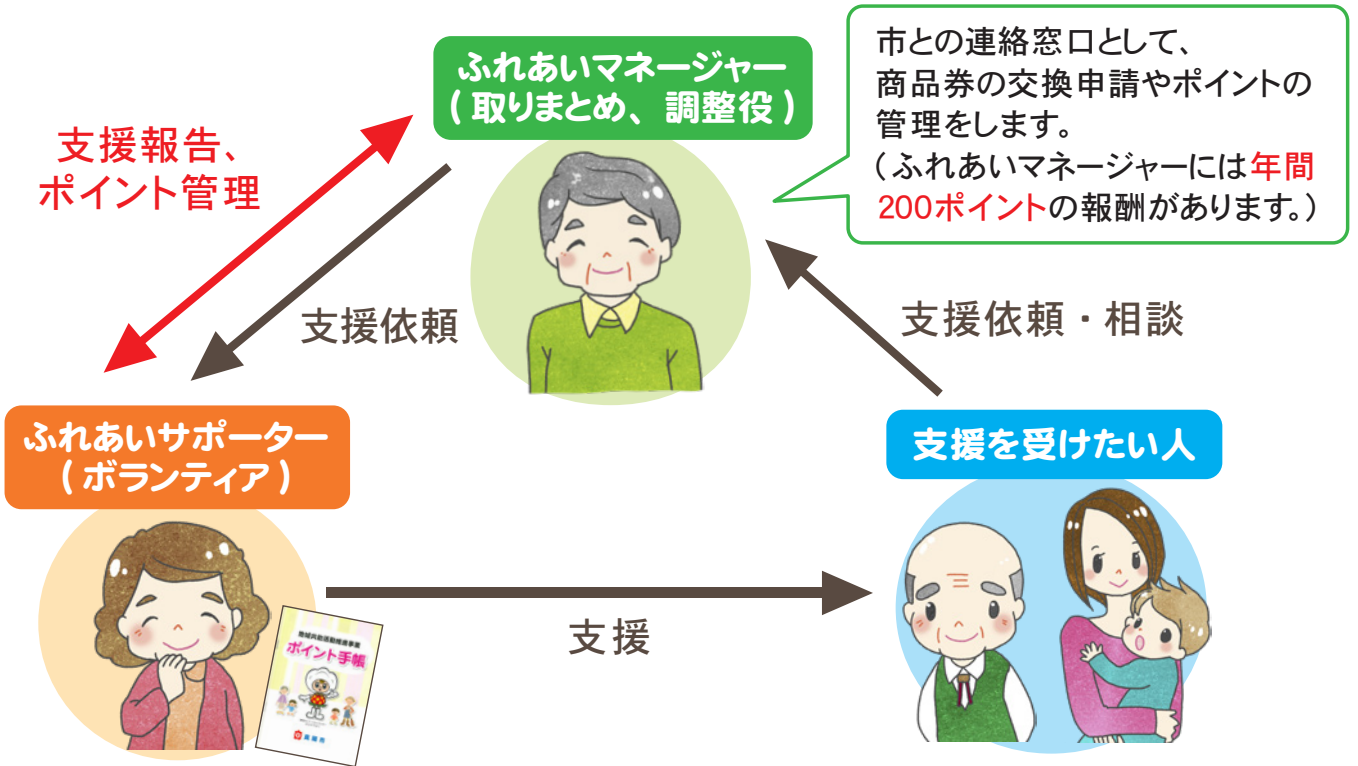 ふれあいマネージャー
(取りまとめ、調整役)
市との連絡窓口として、
商品券の交換申請やポイントの
管理をします。
(ふれあいマネージャーには年間
200ポイントの報酬があります。)
支援報告、
ポイント管理
支援依頼
支援依頼・相談
ふれあいサポーター
(ボランティア)
支援を受けたい人
支援
ポイント手帳